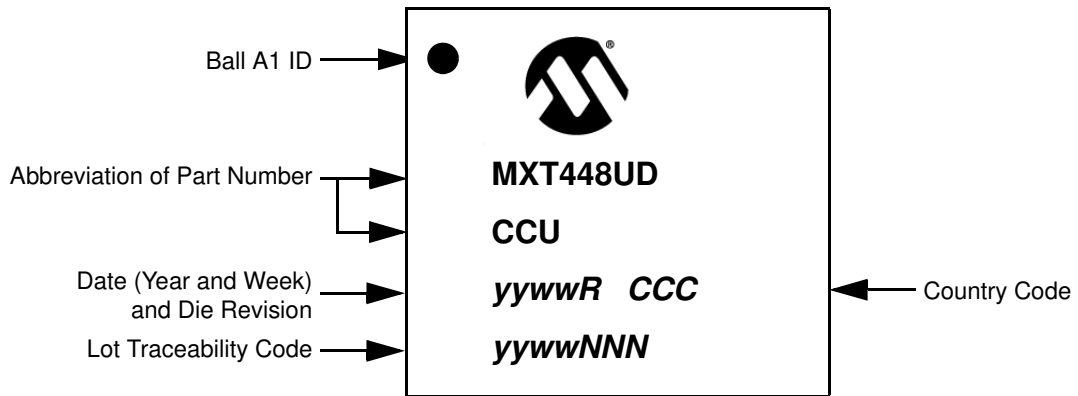 ®
Ball A1 ID
Abbreviation of Part Number
MXT448UD
CCU
Date (Year and Week)
and Die Revision
yywwR CCC
Country Code
Lot Traceability Code
yywwNNN